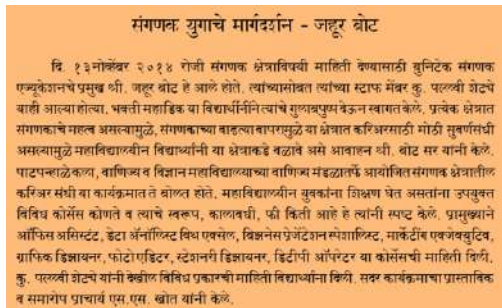 संगणक युगाचे मार्गदर्शन - जहूर बोट
दि. १३नोव्हेंबर २०१४ रोजी संगणक क्षेत्राविषयी माहिती देण्यासाठी युनिटेक संगणक
एज्युकेशनचे प्रमुख श्री. जहूर बोट हे आले होते. त्यांच्यासोबत त्यांच्या स्टाफ मेंबर कु. पल्लवी शेट्ये
याही आल्या होत्या. भक्ती महाडिक या विद्यार्थीनीने त्यांचे गुलाबपुष्प देऊन स्वागत केले. प्रत्येक क्षेत्रात
संगणकाचे महत्व असल्यामुळे, संगणकाच्या वाढत्या वापरामुळे या क्षेत्रात करिअरसाठी मोठी सुवर्णसंधी
असल्यामुळे महाविद्यालयीन विद्यार्थ्यांनी या क्षेत्राकडे वळावे असे आवाहन श्री. बोट सर यांनी केले.
पाटपन्हाळे कला, वाणिज्य व विज्ञान महाविद्यालयाच्या वाणिज्य मंडळातर्फे आयोजित संगणक क्षेत्रातील
करिअर संधी या कार्यक्रमात ते बोलत होते. महाविद्यालयीन युवकांना शिक्षण घेत असतांना उपयुक्त
विविध कोर्सेस कोणते व त्याचे स्वरूप, कालावधी, फी किती आहे हे त्यांनी स्पष्ट केले. प्रामुख्याने
ऑफिस असिस्टंट, डेटा ॲनॉलिस्ट विथ एक्सेल, बिझनेस प्रेझेंटेशन स्पेशालिस्ट, मार्केटींग एक्जेक्युटिव,
ग्राफिक डिझायनर, फोटो एडिटर, स्टेशनरी डिझायनर, डिटीपी ऑपरेटर या कोर्सेसची माहिती दिली.
कु. पल्लवी शेट्ये यांनी देखील विविध प्रकारची माहिती विद्यार्थ्यांना दिली. सदर कार्यक्रमाचा प्रास्ताविक
व समारोप प्राचार्य एस.एस. खोत यांनी केले.